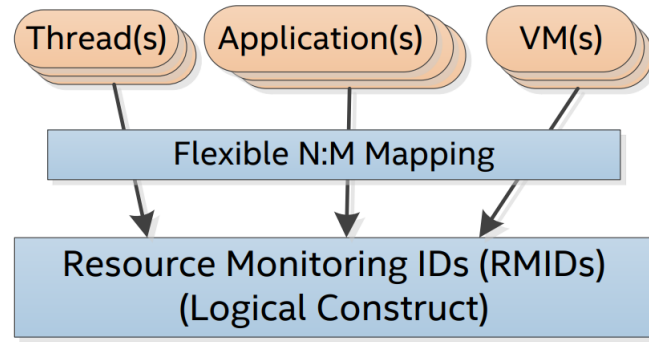 Thread(s)
Application(s)
VM(s)
Flexible N:M Mapping
Resource Monitoring IDs (RMIDs)
(Logical Construct)